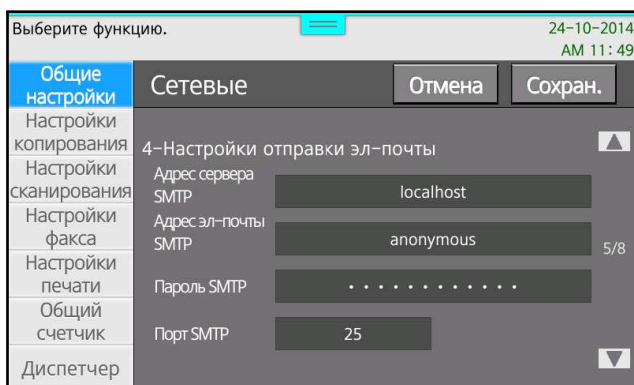 Выберите функцию.
24-10-2014
AM 11:49
Общие
настройки
Настройки
копирования
Настройки
сканирования
Настройки
факса
Настройки
печати
Общий
счетчик
Диспетчер
Сетевые
Отмена
Сохран.
4-Настройки отправки эл-почты
Адрес сервера
SMTP
localhost
Адрес эл-почты
SMTP
anonymous
5/8
Пароль SMTP
············
Порт SMTP
25